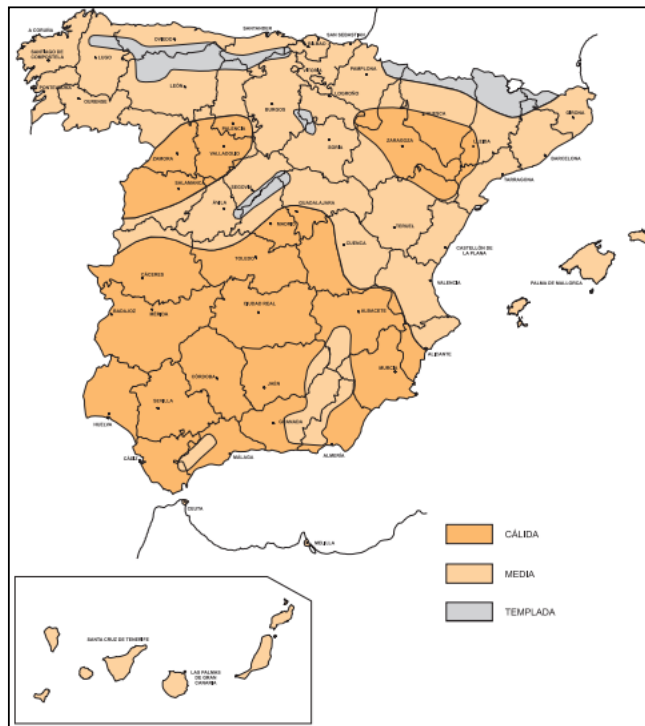 A CORUÑA
OVIEDO
SANTANDER
SAN SEBASTIAN
BILBAO
SANTIAGO DE
COMPOSTELA
LUGO
VITORIA
PAMPLONA
PONTEVEDRA
LEÓN
LOGROÑO
OURENSE
BURGOS
HUESCA
GIRONA
PALENCIA
ZARAGOZA
LLEIDA
SORIA
VALLADOLID
ZAMORA
BARCELONA
TARRAGONA
SALAMANCA
SEGOVIA
ÁVILA
GUADALAJARA
MADRID
TERUEL
CUENCA
CASTELLÓN DE
LA PLANA
TOLEDO
CÁCERES
VALENCIA
PALMA DE MALLORCA
CIUDAD REAL
ALBACETE
BADAJOZ
MÉRIDA
ALICANTE
MURCIA
CÓRDOBA
JAÉN
SEVILLA
HUELVA
GRANADA
CÁDIZ
MÁLAGA
ALMERÍA
CEUTA
MELILLA
CÁLIDA
MEDIA
TEMPLADA
SANTA CRUZ DE TENERIFE
LAS PALMAS
DE GRAN
CANARIA